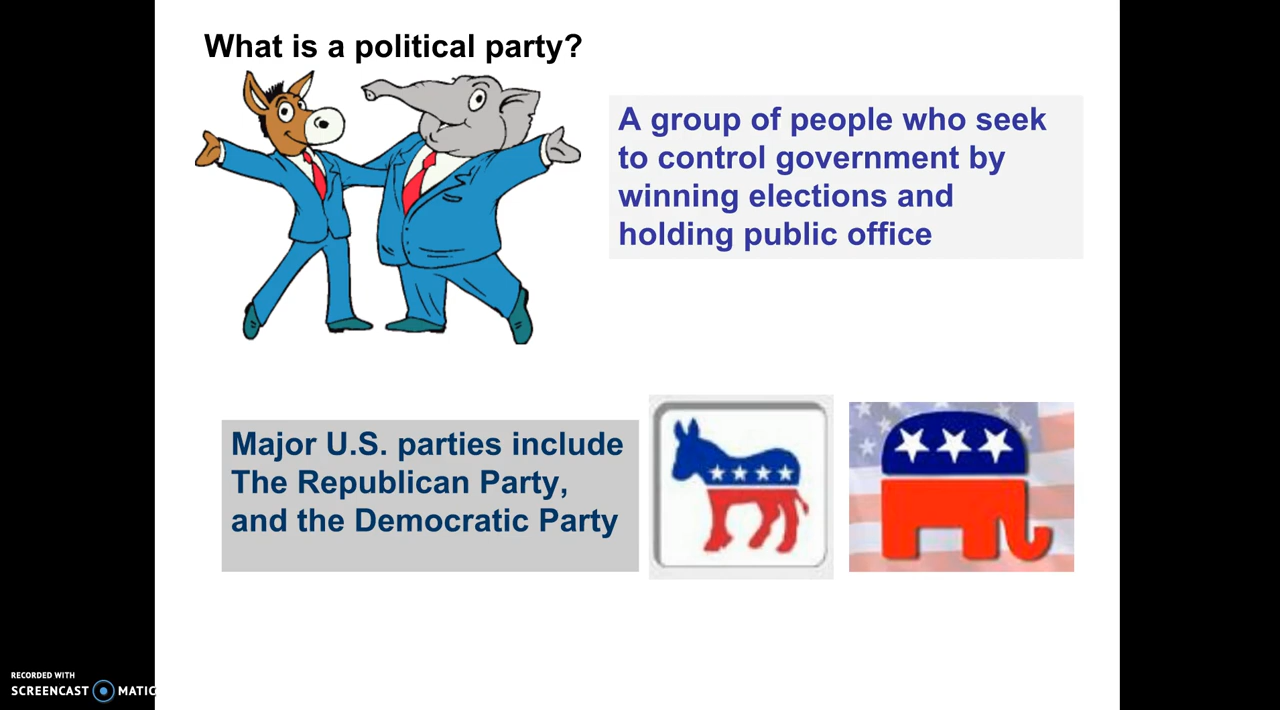 What is a political party?
A group of people who seek
to control government by
winning elections and
holding public office
Major U.S. parties include
The Republican Party,
and the Democratic Party
RECORDED WITH
SCREENCAST MATIC